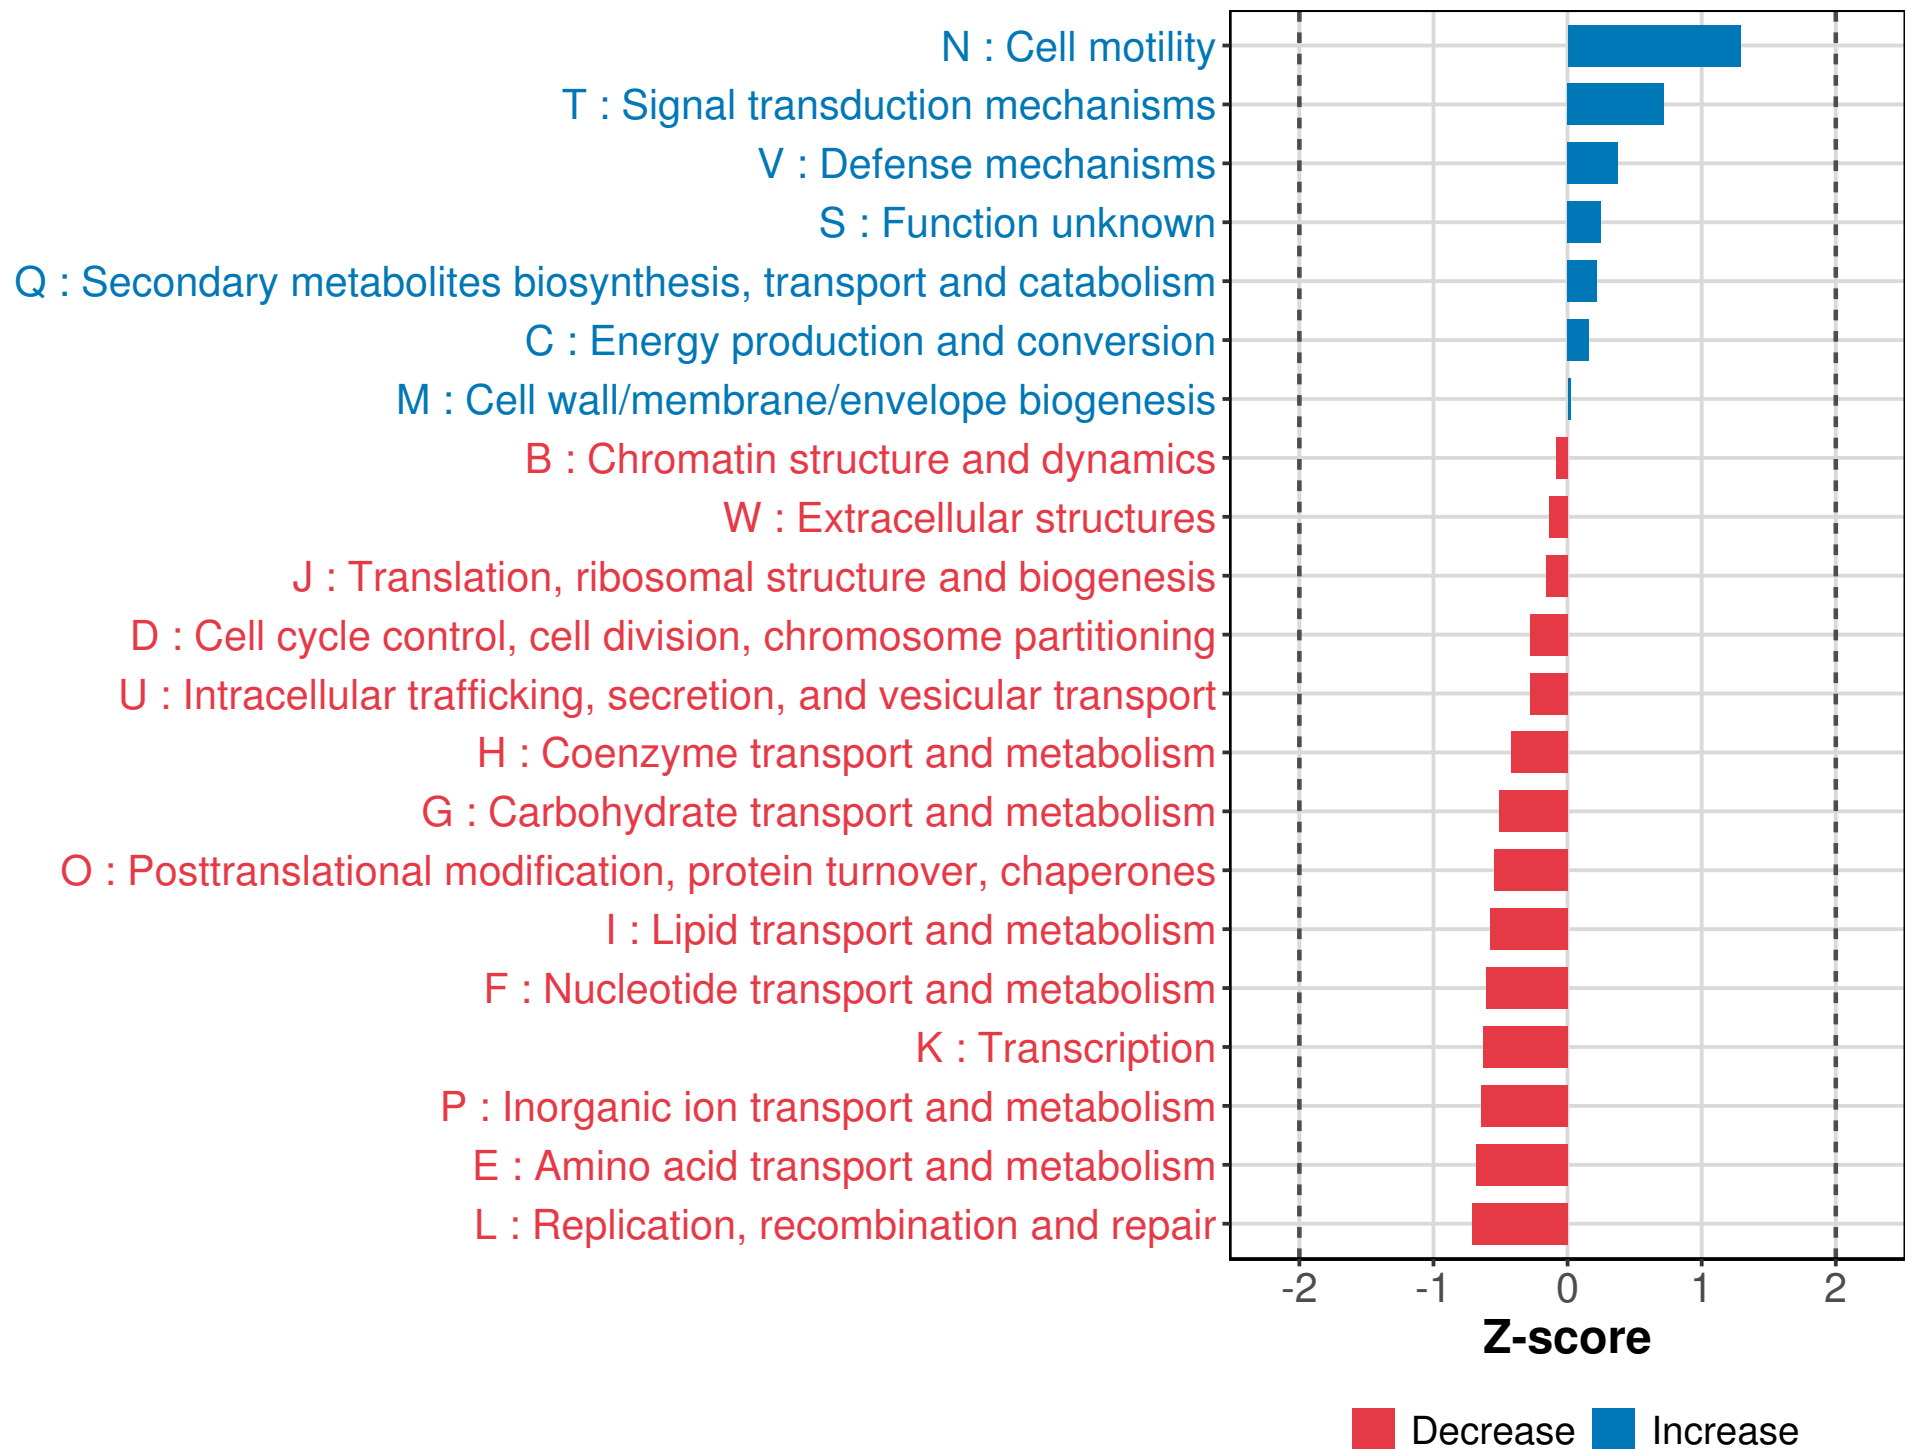 N : Cell motility
T : Signal transduction mechanisms
V : Defense mechanisms
S : Function unknown
Q : Secondary metabolites biosynthesis, transport and catabolism
C : Energy production and conversion
M : Cell wall/membrane/envelope biogenesis
B : Chromatin structure and dynamics
W : Extracellular structures
J : Translation, ribosomal structure and biogenesis
D : Cell cycle control, cell division, chromosome partitioning
U : Intracellular trafficking, secretion, and vesicular transport
H : Coenzyme transport and metabolism
G : Carbohydrate transport and metabolism
O : Posttranslational modification, protein turnover, chaperones
I : Lipid transport and metabolism
F : Nucleotide transport and metabolism
K : Transcription
P : Inorganic ion transport and metabolism
E : Amino acid transport and metabolism
L : Replication, recombination and repair
-2 -1 0 1 2
Z-score
Decrease Increase